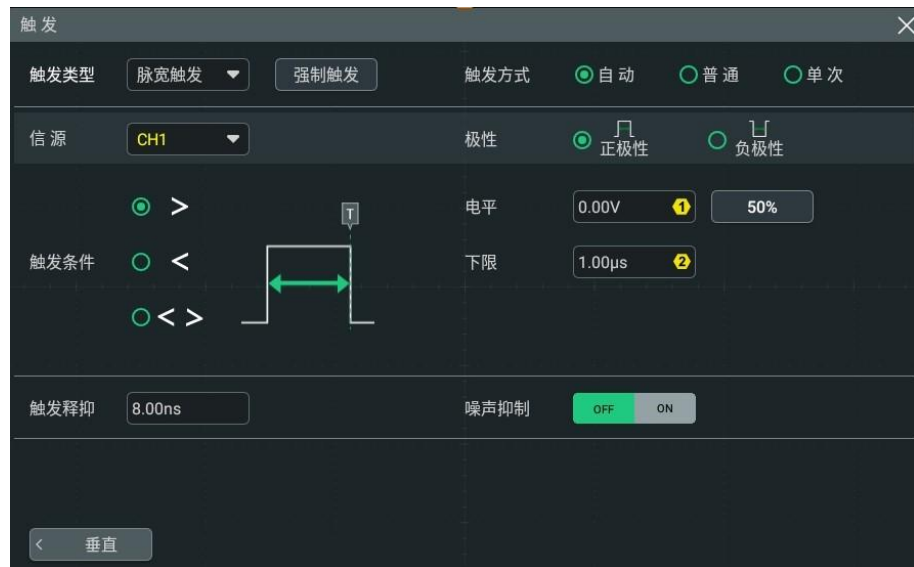 触发
触发类型 脉宽触发 强制触发 触发方式 自动 普通 单次
信源 CH1 极性 正极性 负极性
> T 电平 0.00V 1 50%
触发条件 < 下限 1.00μs 2
< >
触发释抑 8.00ns 噪声抑制 OFF ON
< 垂直